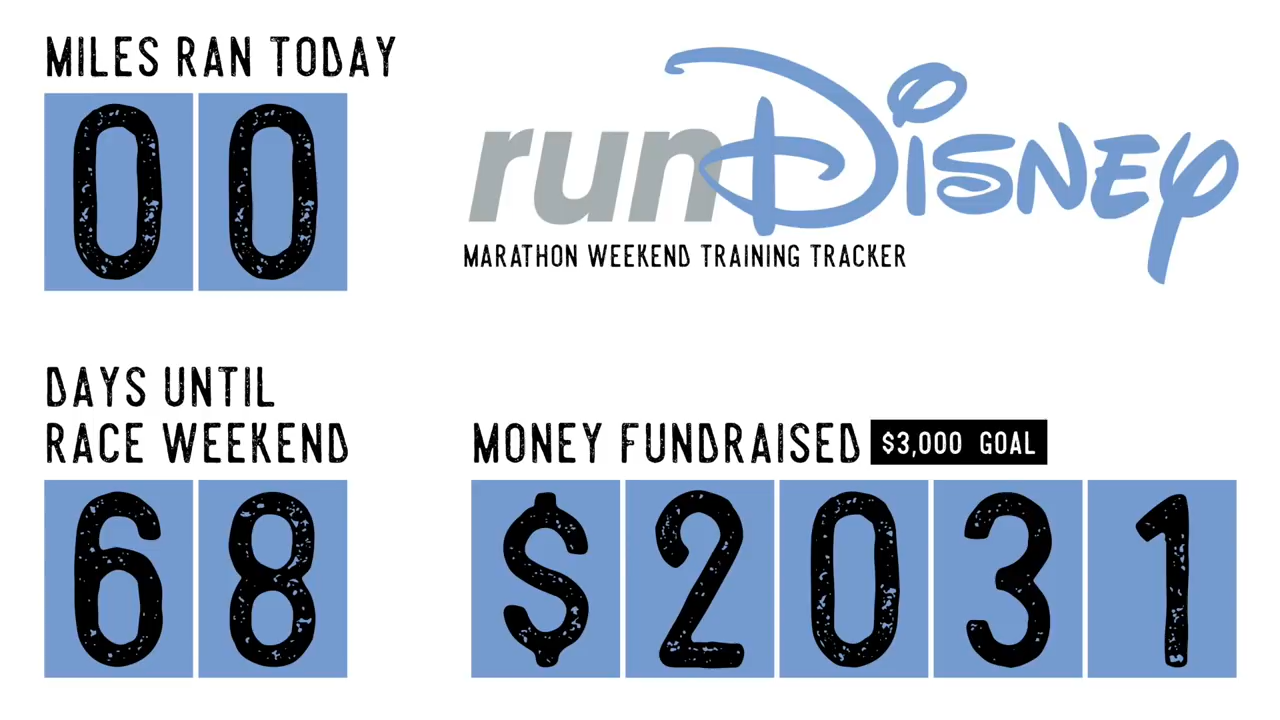 MILES RAN TODAY
00
runDisney
MARATHON WEEKEND TRAINING TRACKER
DAYS UNTIL
RACE WEEKEND
68
MONEY FUNDRAISED $3,000 GOAL
$2031